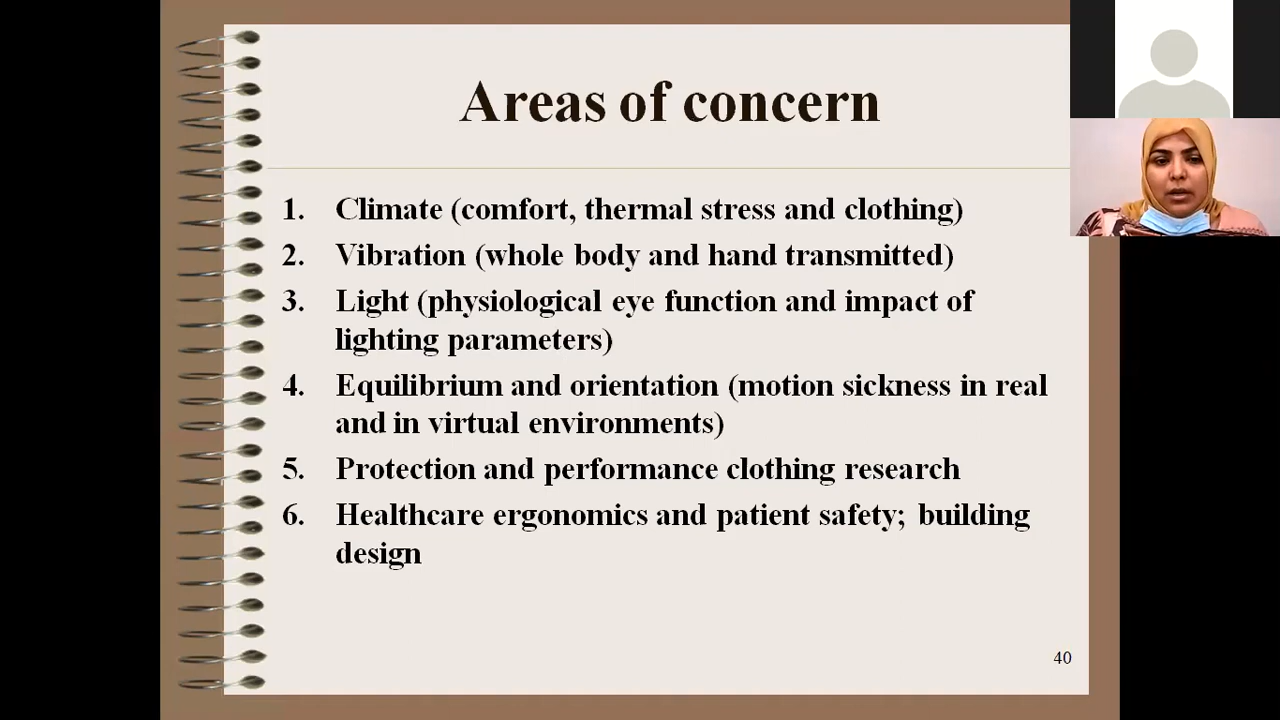 Areas of concern
1. Climate (comfort, thermal stress and clothing)
2. Vibration (whole body and hand transmitted)
3. Light (physiological eye function and impact of
lighting parameters)
4. Equilibrium and orientation (motion sickness in real
and in virtual environments)
5. Protection and performance clothing research
6. Healthcare ergonomics and patient safety; building
design
40